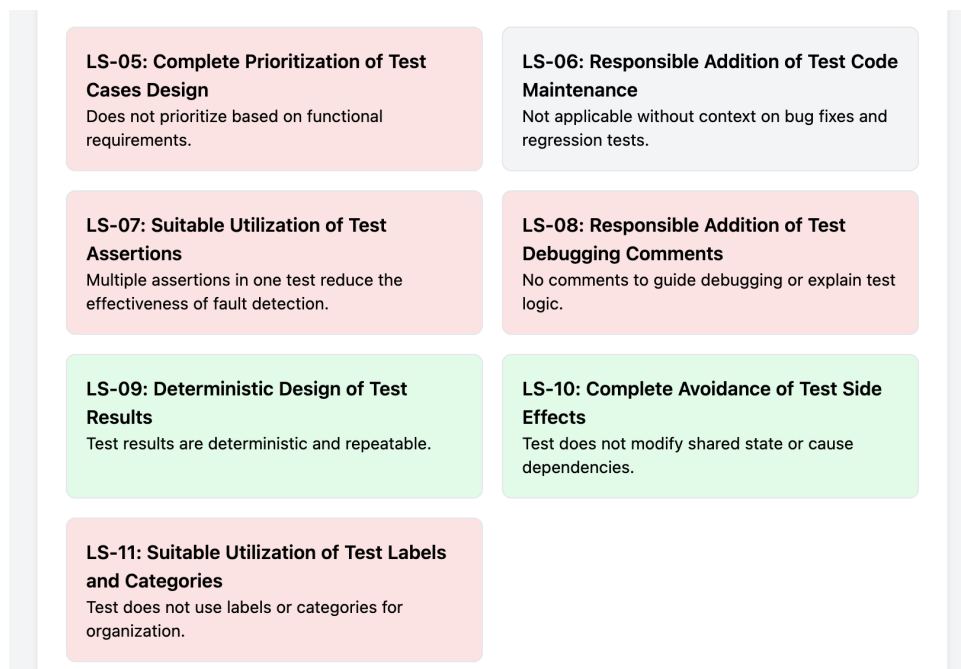 LS-05: Complete Prioritization of Test
Cases Design
Does not prioritize based on functional
requirements.
LS-06: Responsible Addition of Test Code
Maintenance
Not applicable without context on bug fixes and
regression tests.
LS-07: Suitable Utilization of Test
Assertions
Multiple assertions in one test reduce the
effectiveness of fault detection.
LS-08: Responsible Addition of Test
Debugging Comments
No comments to guide debugging or explain test
logic.
LS-09: Deterministic Design of Test
Results
Test results are deterministic and repeatable.
LS-10: Complete Avoidance of Test Side
Effects
Test does not modify shared state or cause
dependencies.
LS-11: Suitable Utilization of Test Labels
and Categories
Test does not use labels or categories for
organization.